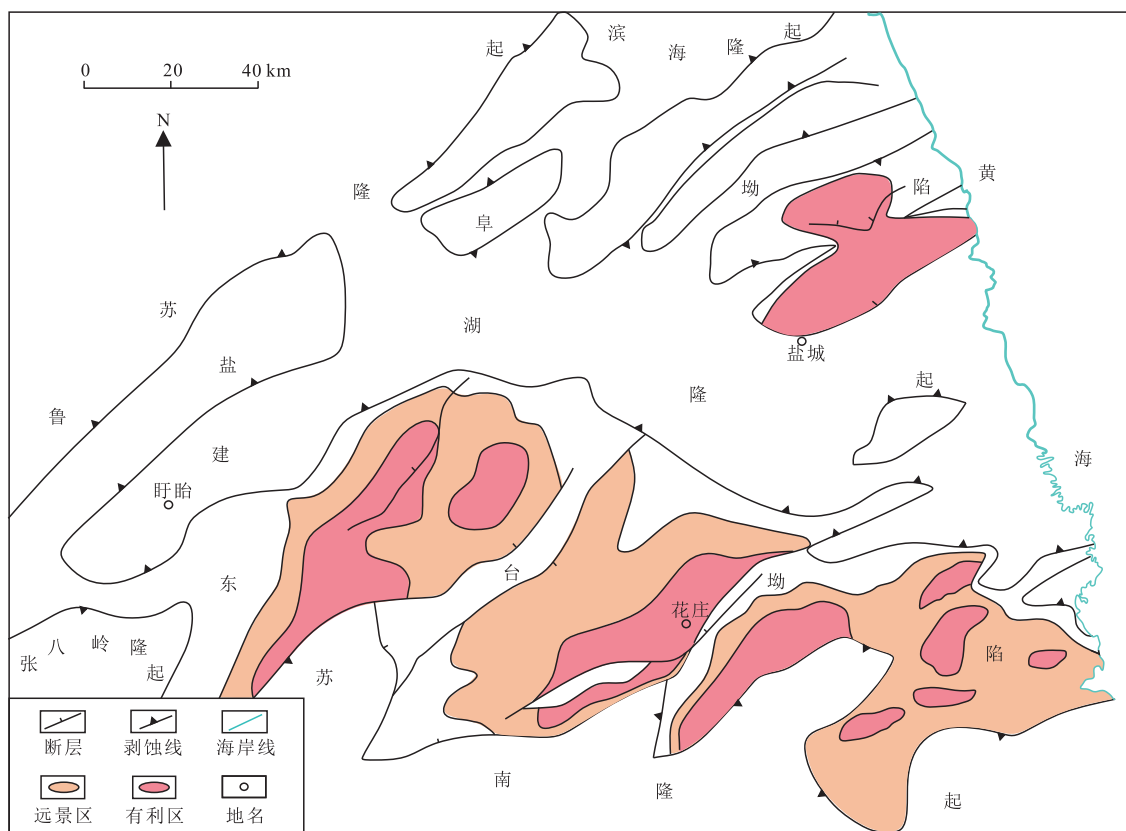 0 20 40 km
N
滨海隆起
隆起
阜
坳陷
黄
海
苏
鲁
盐
建
湖
隆
起
盐城
盱眙
东
台
坳
陷
花庄
张八岭隆起
苏
南
隆
起
断层 剥蚀线 海岸线
远景区 有利区 地名